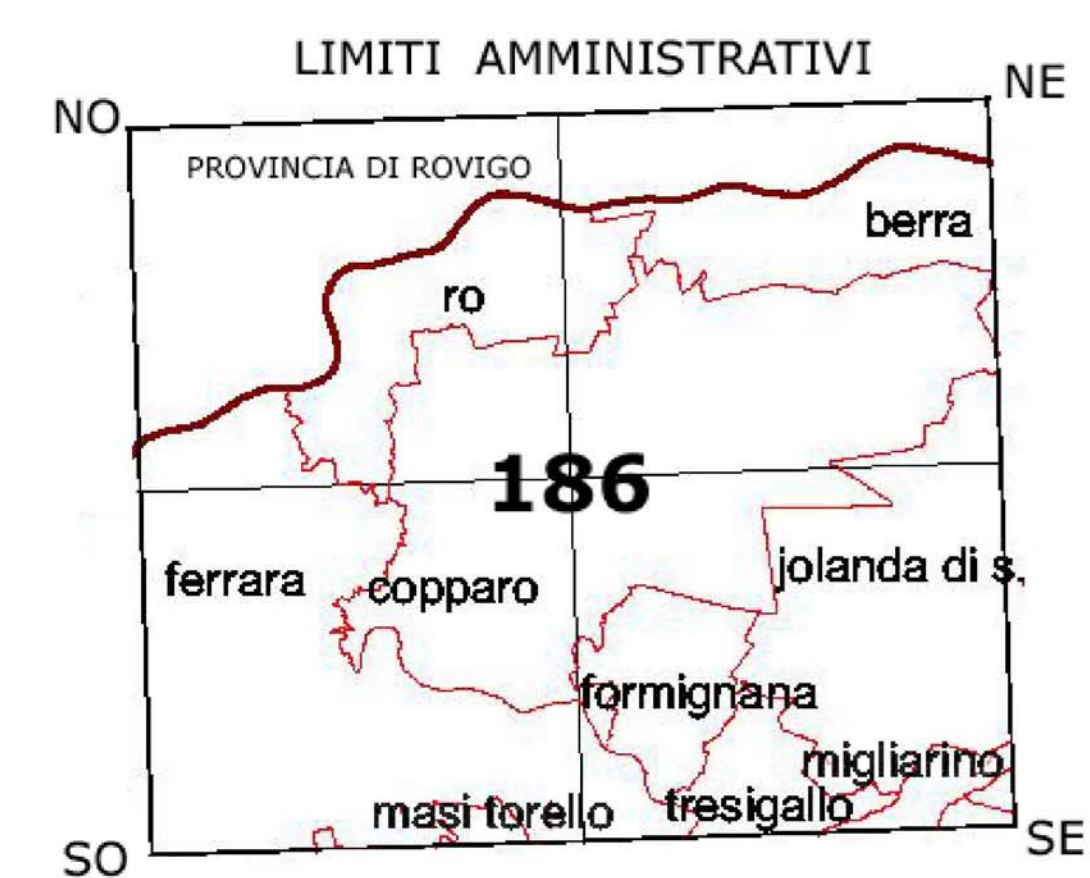 LIMITI AMMINISTRATIVI
NO
NE
PROVINCIA DI ROVIGO
berra
ro
186
ferrara
copparo
jolanda di s.
formignana
migliarino
masi torello
tresigallo
SO
SE